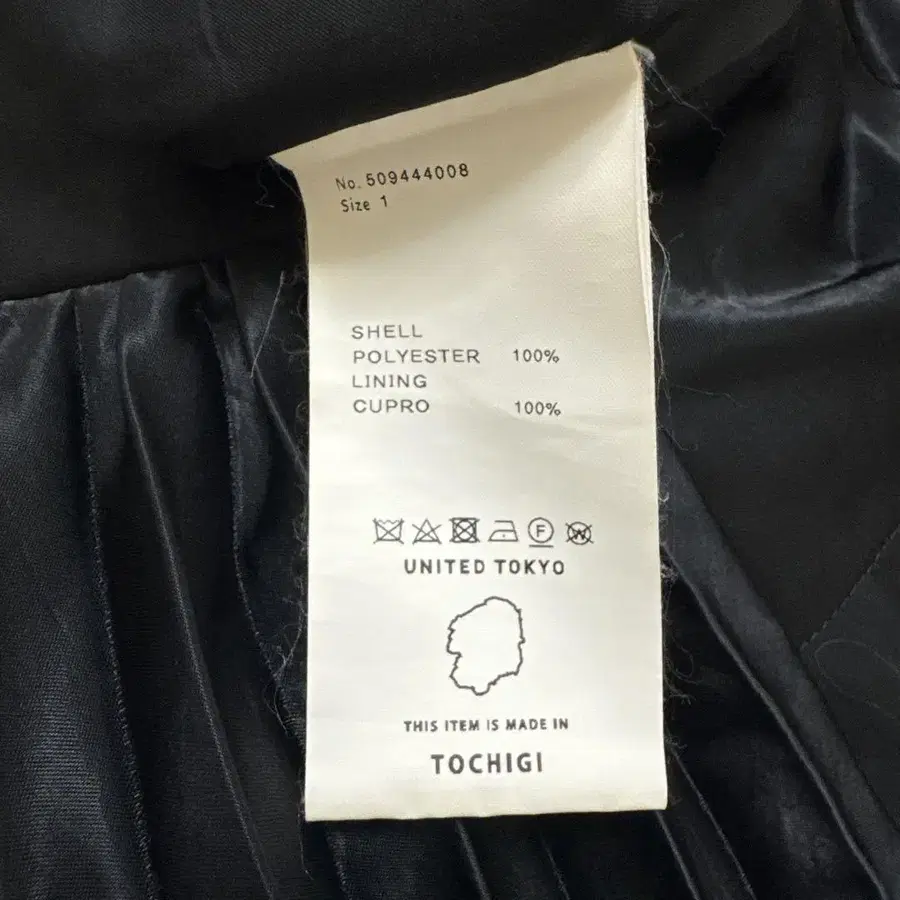 No. 509444008
Size 1
SHELL
POLYESTER 100%
LINING
CUPRO 100%
F W
UNITED TOKYO
THIS ITEM IS MADE IN
TOCHIGI